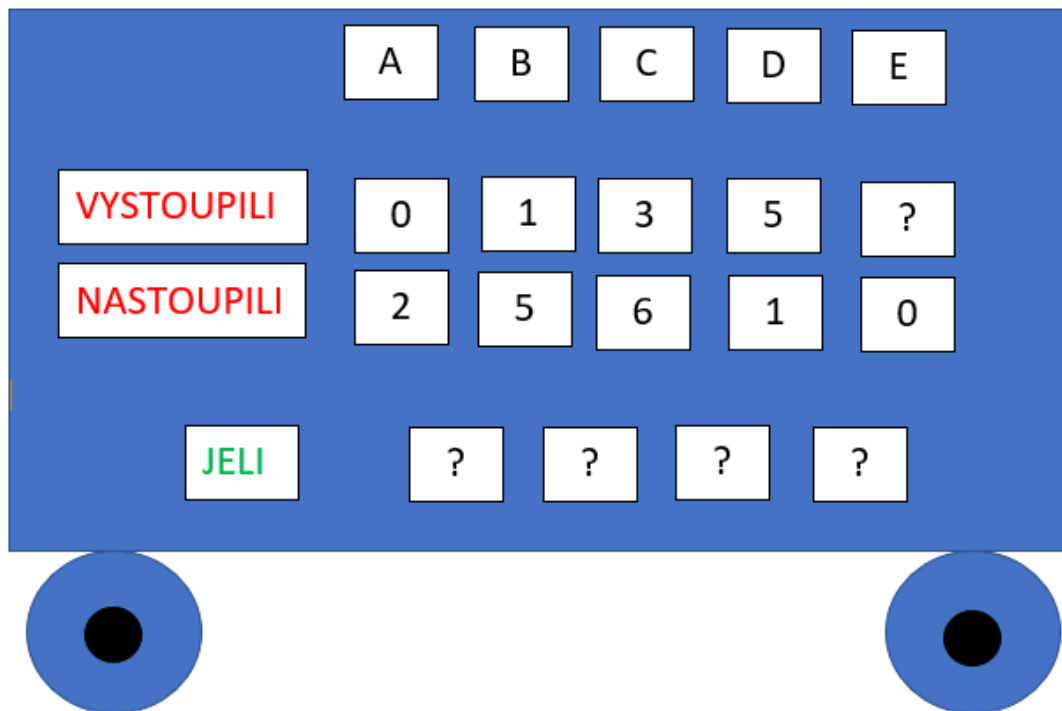 A B C D E
VYSTOUPILI 0 1 3 5 ?
NASTOUPILI 2 5 6 1 0
JELI ? ? ? ?